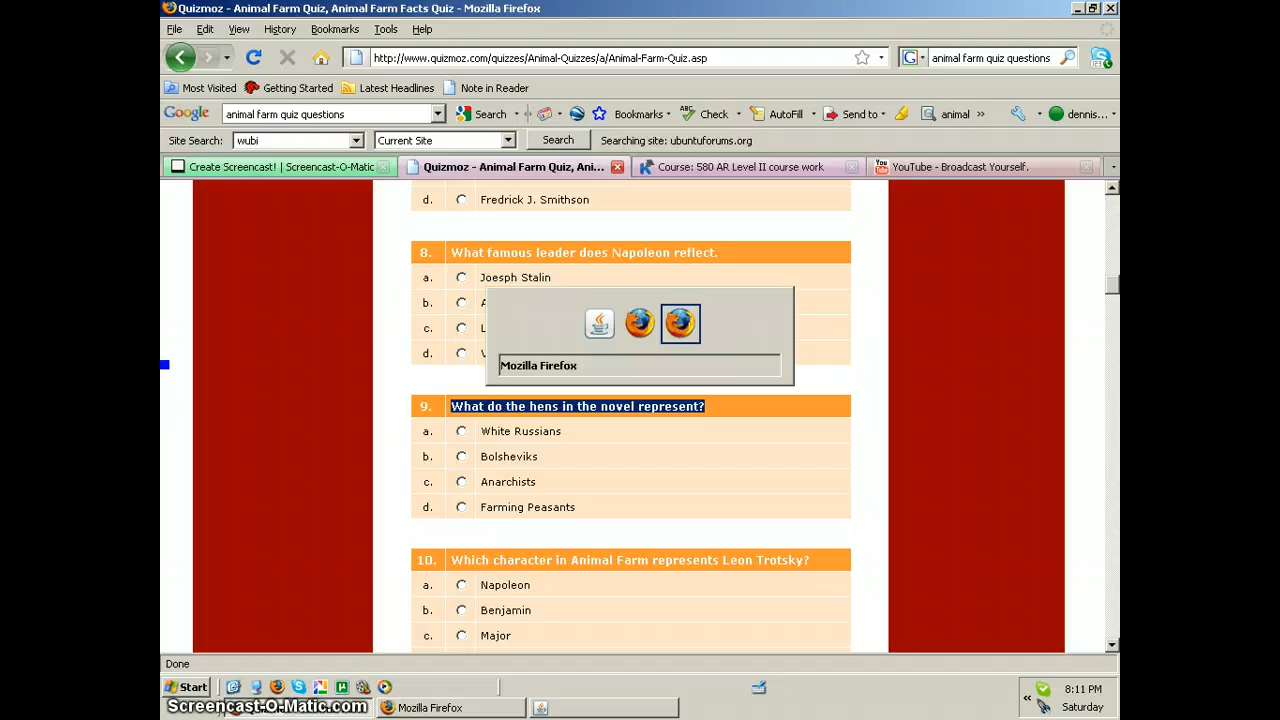 Quizmoz - Animal Farm Quiz, Animal Farm Facts Quiz - Mozilla Firefox
File Edit View History Bookmarks Tools Help
http://www.quizmoz.com/quizzes/Animal-Quizzes/a/Animal-Farm-Quiz.asp animal farm quiz questions
Most Visited Getting Started Latest Headlines Note in Reader
Google animal farm quiz questions Search Bookmarks Check AutoFill Send to animal » dennis...
Site Search: wubi Current Site Search Searching site: ubuntuforums.org
Create Screencast! | Screencast-O-Matic Quizmoz - Animal Farm Quiz, Ani... Course: 580 AR Level II course work YouTube - Broadcast Yourself.
d. Fredrick J. Smithson
8. What famous leader does Napoleon reflect.
a. Joesph Stalin
b. A
c. L
d. V
Mozilla Firefox
9. What do the hens in the novel represent?
a. White Russians
b. Bolsheviks
c. Anarchists
d. Farming Peasants
10. Which character in Animal Farm represents Leon Trotsky?
a. Napoleon
b. Benjamin
c. Major
Done
Start 8:11 PM
Screencast-O-Matic.com Mozilla Firefox Saturday